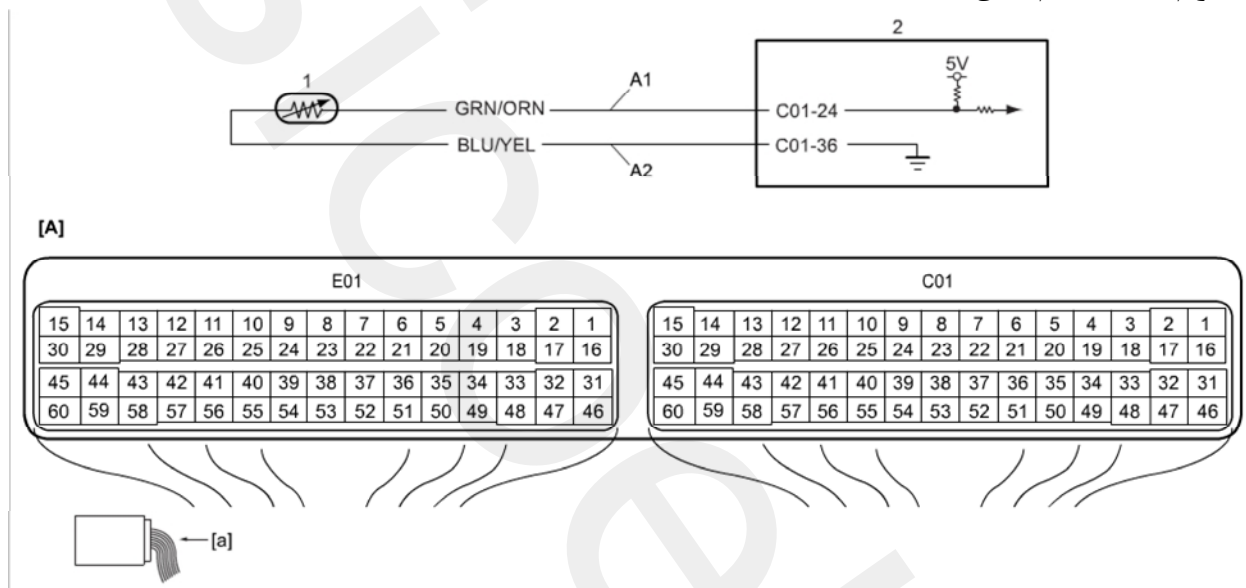 2
5V
1
A1
GRN/ORN
C01-24
BLU/YEL
C01-36
A2
[A]
E01 C01
15 14 13 12 11 10 9 8 7 6 5 4 3 2 1 15 14 13 12 11 10 9 8 7 6 5 4 3 2 1
30 29 28 27 26 25 24 23 22 21 20 19 18 17 16 30 29 28 27 26 25 24 23 22 21 20 19 18 17 16
45 44 43 42 41 40 39 38 37 36 35 34 33 32 31 45 44 43 42 41 40 39 38 37 36 35 34 33 32 31
60 59 58 57 56 55 54 53 52 51 50 49 48 47 46 60 59 58 57 56 55 54 53 52 51 50 49 48 47 46
[a]